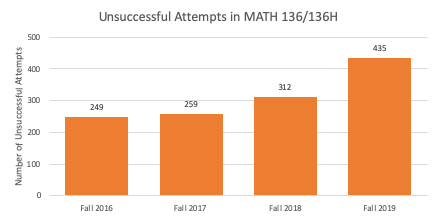 Unsuccessful Attempts in MATH 136/136H
Number of Unsuccessful Attempts
500
400
300
200
100
0
249
259
312
435
Fall 2016
Fall 2017
Fall 2018
Fall 2019